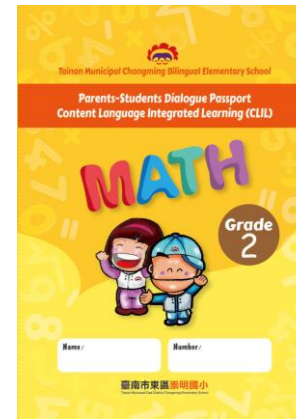 Tainan Municipal Changming Bilingual Elementary School
Parents-Students Dialogue Passport
Content Language Integrated Learning (CLIL)
MATH
Grade
2
Name /
Number /
臺南市東區崇明國小